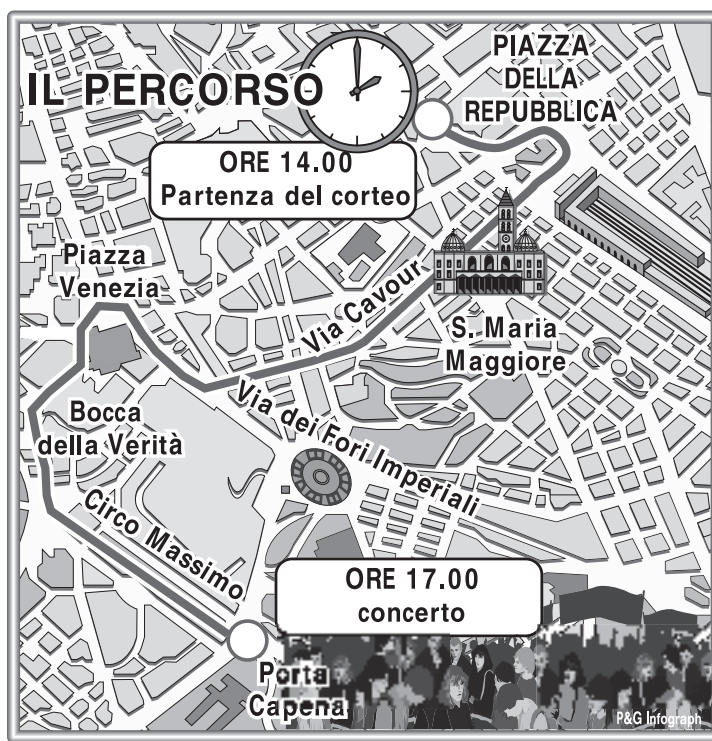 IL PERCORSO
PIAZZA
DELLA
REPUBBLICA
ORE 14.00
Partenza del corteo
Piazza
Venezia
Via Cavour
S. Maria
Maggiore
Bocca
della Verità
Via dei Fori Imperiali
Circo Massimo
ORE 17.00
concerto
Porta
Capena
P&G Infograph